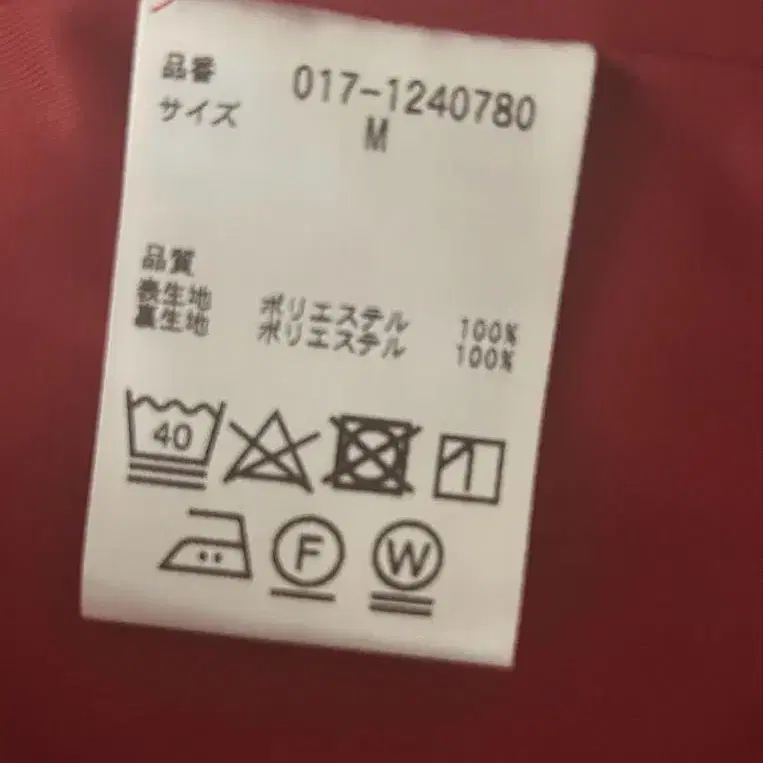 品番 017-1240780
サイズ M
品質
表生地 ポリエステル 100%
裏生地 ポリエステル 100%
40
F W